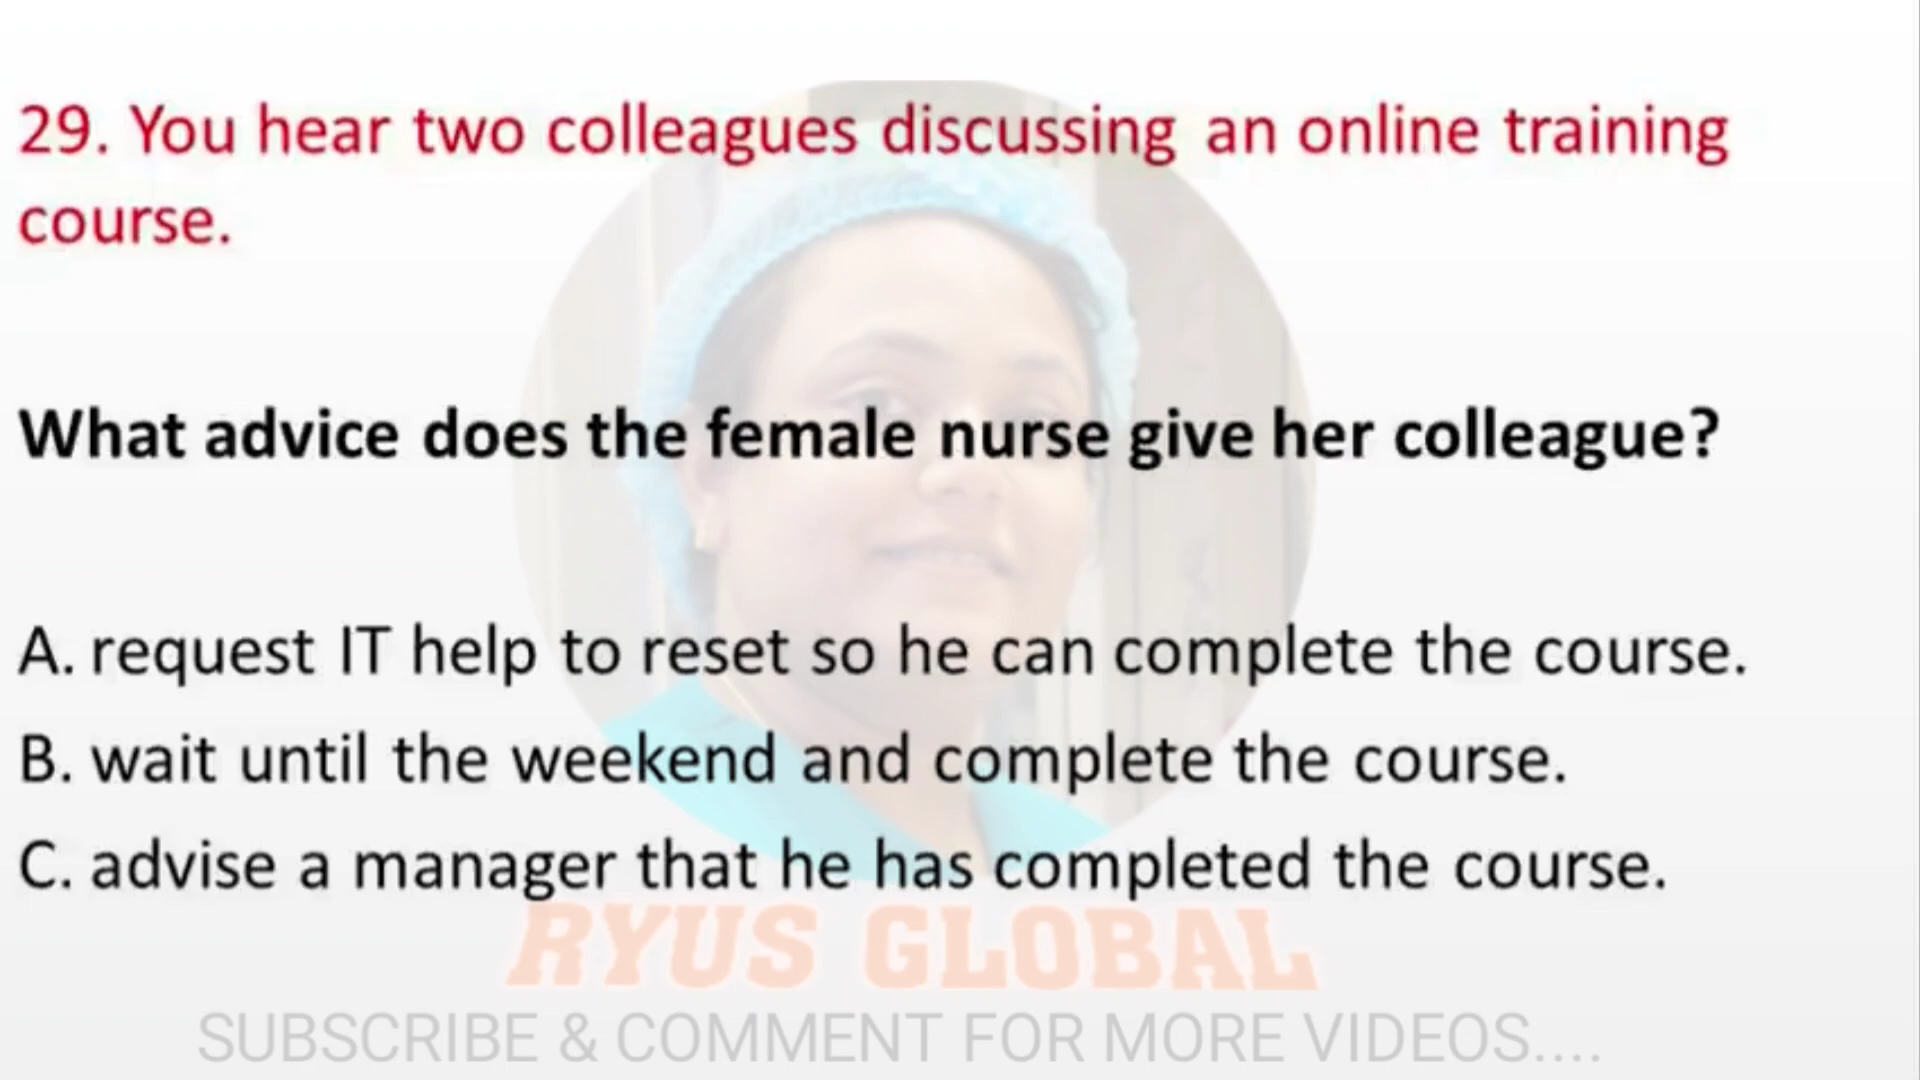 29. You hear two colleagues discussing an online training
course.
What advice does the female nurse give her colleague?
A. request IT help to reset so he can complete the course.
B. wait until the weekend and complete the course.
C. advise a manager that he has completed the course.
RYUS GLOBAL
SUBSCRIBE & COMMENT FOR MORE VIDEOS....